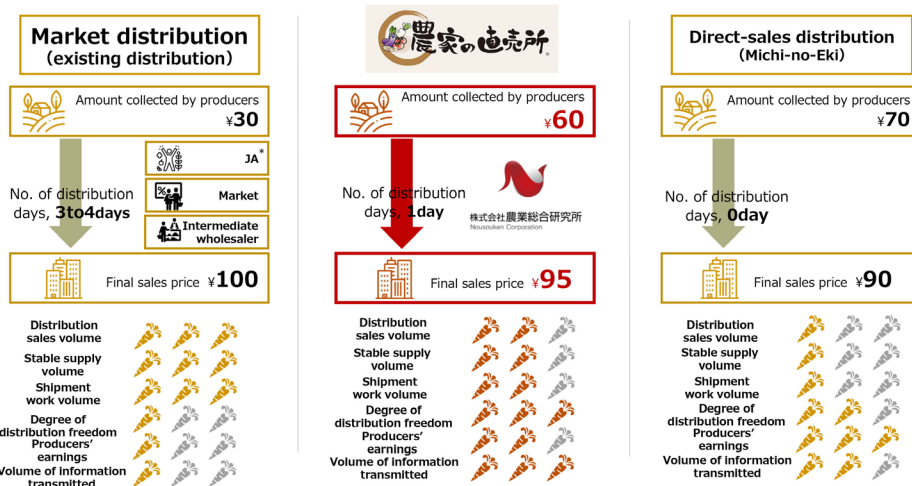 Market distribution
(existing distribution)
Amount collected by producers
¥30
JA*
Market
Intermediate
wholesaler
No. of distribution
days, 3to4days
Final sales price ¥100
Distribution
sales volume
Stable supply
volume
Shipment
work volume
Degree of
distribution freedom
Producers'
earnings
Volume of information
transmitted
農家の直売所
Amount collected by producers
¥60
No. of distribution
days, 1day
株式会社農業総合研究所
Nousouken Corporation
Final sales price ¥95
Distribution
sales volume
Stable supply
volume
Shipment
work volume
Degree of
distribution freedom
Producers'
earnings
Volume of information
transmitted
Direct-sales distribution
(Michi-no-Eki)
Amount collected by producers
¥70
No. of distribution
days, 0day
Final sales price ¥90
Distribution
sales volume
Stable supply
volume
Shipment
work volume
Degree of
distribution freedom
Producers'
earnings
Volume of information
transmitted